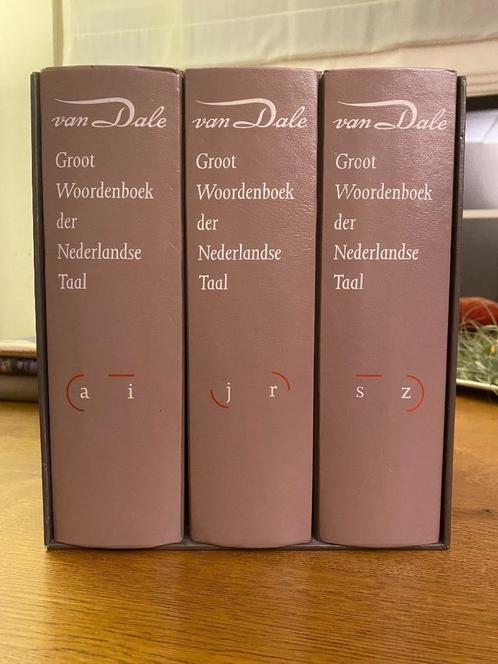 van Dale
Groot
Woordenboek
der
Nederlandse
Taal
a i
van Dale
Groot
Woordenboek
der
Nederlandse
Taal
j r
van Dale
Groot
Woordenboek
der
Nederlandse
Taal
s z